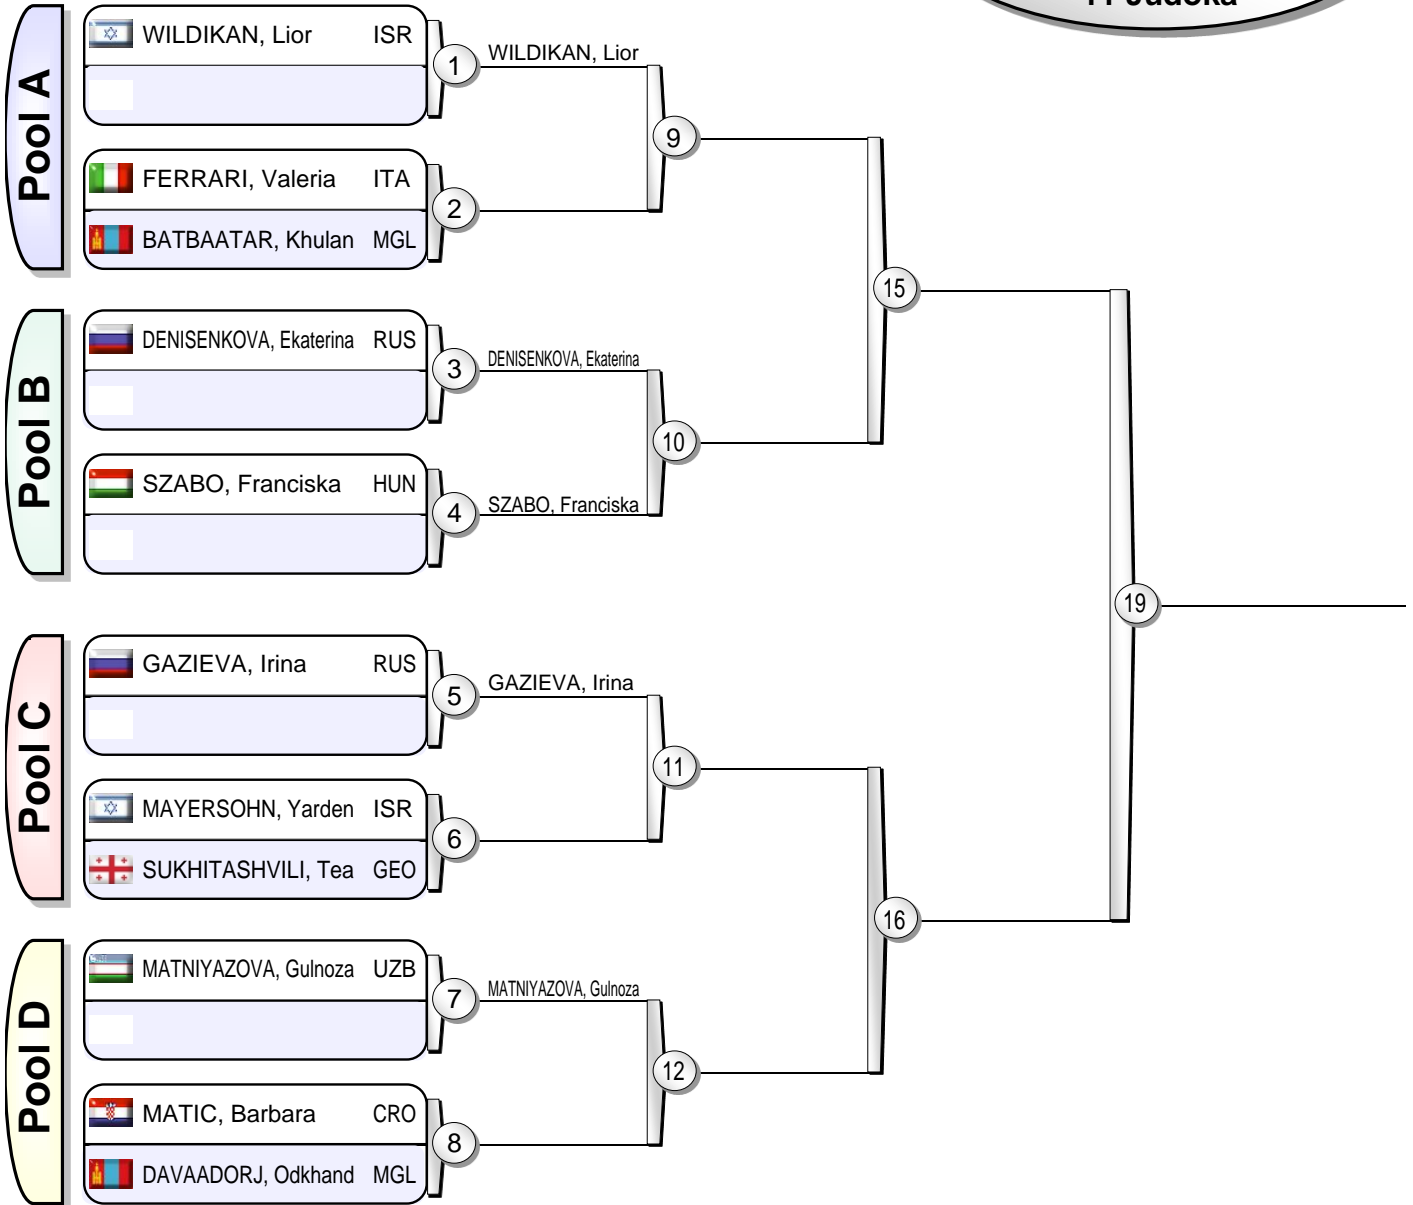 11 Judoka
Pool A
WILDIKAN, Lior ISR
1
WILDIKAN, Lior
FERRARI, Valeria ITA
BATBAATAR, Khulan MGL
2
9
Pool B
DENISENKOVA, Ekaterina RUS
3
DENISENKOVA, Ekaterina
SZABO, Franciska HUN
4
SZABO, Franciska
10
15
Pool C
GAZIEVA, Irina RUS
5
GAZIEVA, Irina
MAYERSOHN, Yarden ISR
SUKHITASHVILI, Tea GEO
6
11
Pool D
MATNIYAZOVA, Gulnoza UZB
7
MATNIYAZOVA, Gulnoza
MATIC, Barbara CRO
DAVAADORJ, Odkhand MGL
8
12
16
19